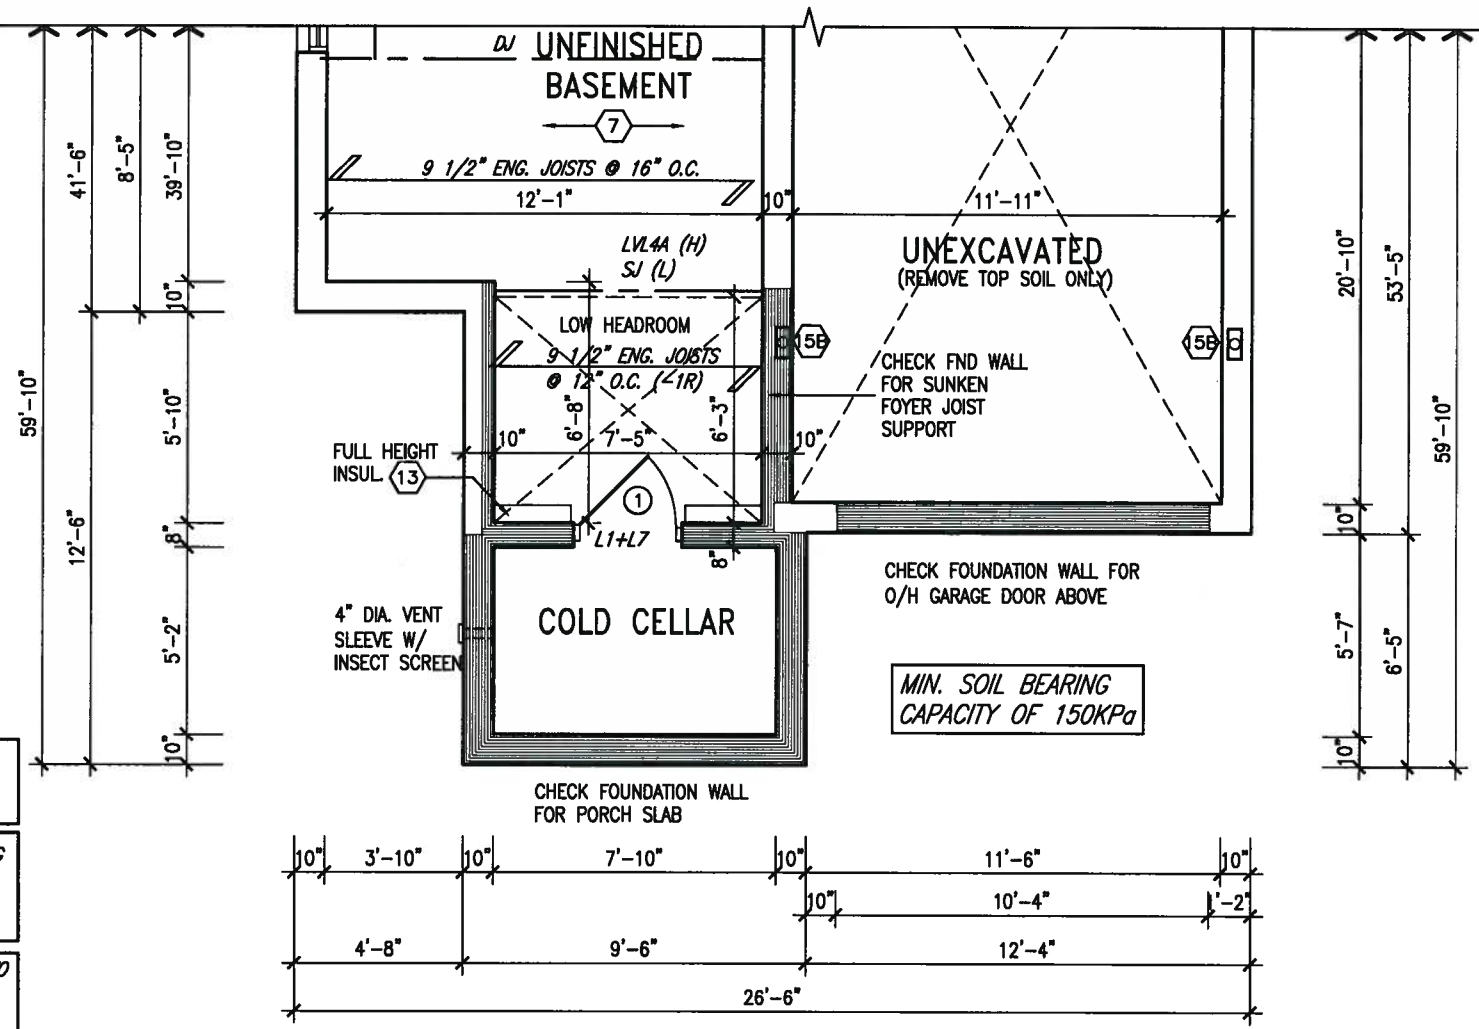 DJ UNFINISHED
BASEMENT
7
9 1/2" ENG. JOISTS @ 16" O.C.
12'-1"
10"
11'-11"
LVL4A (H)
SJ (L)
UNEXCAVATED
(REMOVE TOP SOIL ONLY)
LOW HEADROOM
9 1/2" ENG. JOISTS
@ 12" O.C. (<1R)
6'-8"
6'-3"
10"
7'-5"
10"
15B
15B
CHECK FND WALL
FOR SUNKEN
FOYER JOIST
SUPPORT
FULL HEIGHT
INSUL. 13
1
L1+L7
8"
COLD CELLAR
4" DIA. VENT
SLEEVE W/
INSECT SCREEN
CHECK FOUNDATION WALL FOR
O/H GARAGE DOOR ABOVE
MIN. SOIL BEARING
CAPACITY OF 150KPa
CHECK FOUNDATION WALL
FOR PORCH SLAB
59'-10"
41'-6"
12'-6"
8'-5"
39'-10"
10"
5'-10"
8"
5'-2"
10"
20'-10"
10"
5'-7"
10"
53'-5"
6'-5"
59'-10"
10"
3'-10"
10"
7'-10"
10"
11'-6"
10"
10"
10'-4"
1'-2"
4'-8"
9'-6"
12'-4"
26'-6"